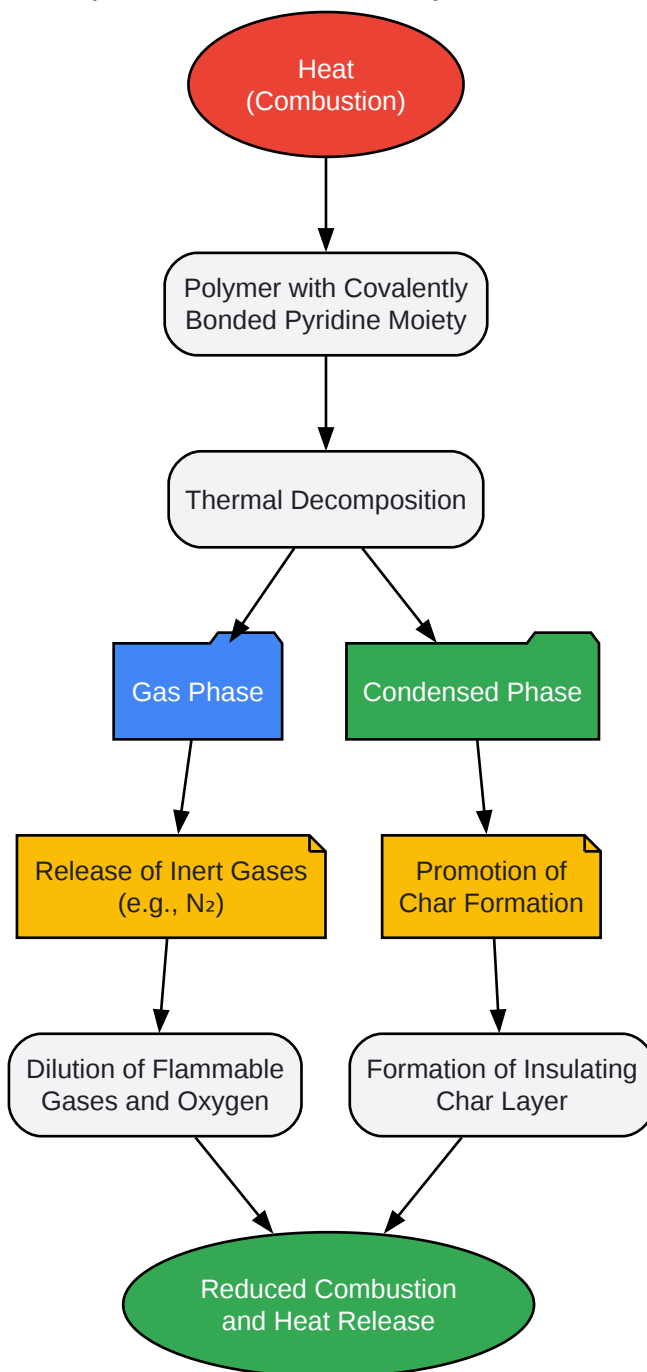 Heat
(Combustion)
Polymer with Covalently
Bonded Pyridine Moiety
Thermal Decomposition
Gas Phase
Condensed Phase
Release of Inert Gases
(e.g., N₂)
Promotion of
Char Formation
Dilution of Flammable
Gases and Oxygen
Formation of Insulating
Char Layer
Reduced Combustion
and Heat Release